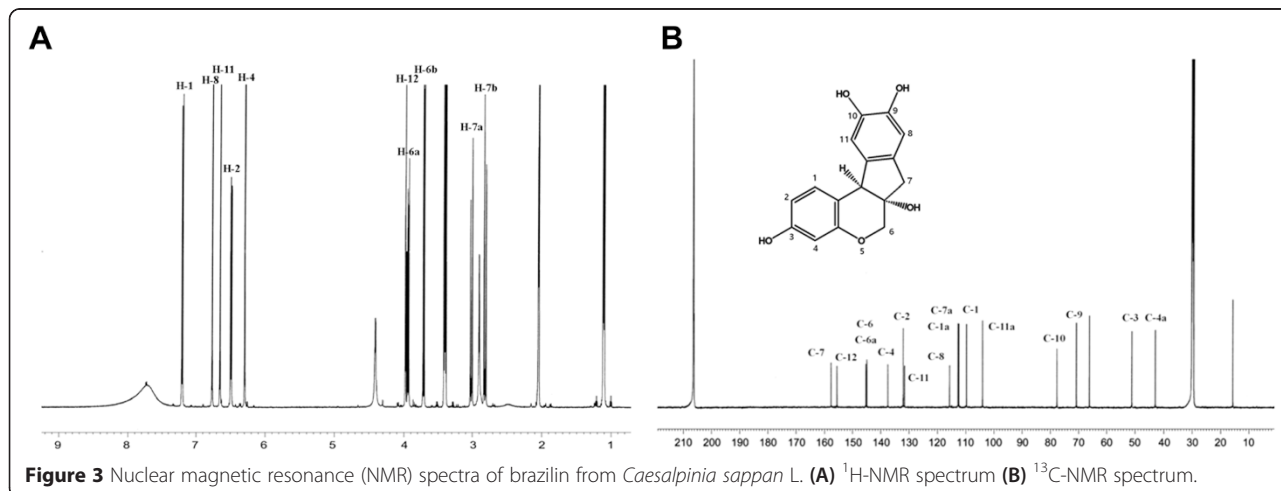 A
B
H-11
H-1
H-8
H-4
H-2
H-12
H-6b
H-6a
H-7b
H-7a
9 8 7 6 5 4 3 2 1
HO
OH
10
9
11
8
H
7
1
2
OH
6
HO
3
4
O
5
C-7
C-12
C-6
C-6a
C-4
C-2
C-11
C-8
C-7a
C-1a
C-1
C-11a
C-10
C-9
C-3
C-4a
210 200 190 180 170 160 150 140 130 120 110 100 90 80 70 60 50 40 30 20 10
Figure 3 Nuclear magnetic resonance (NMR) spectra of brazilin from Caesalpinia sappan L. (A) ¹H-NMR spectrum (B) ¹³C-NMR spectrum.